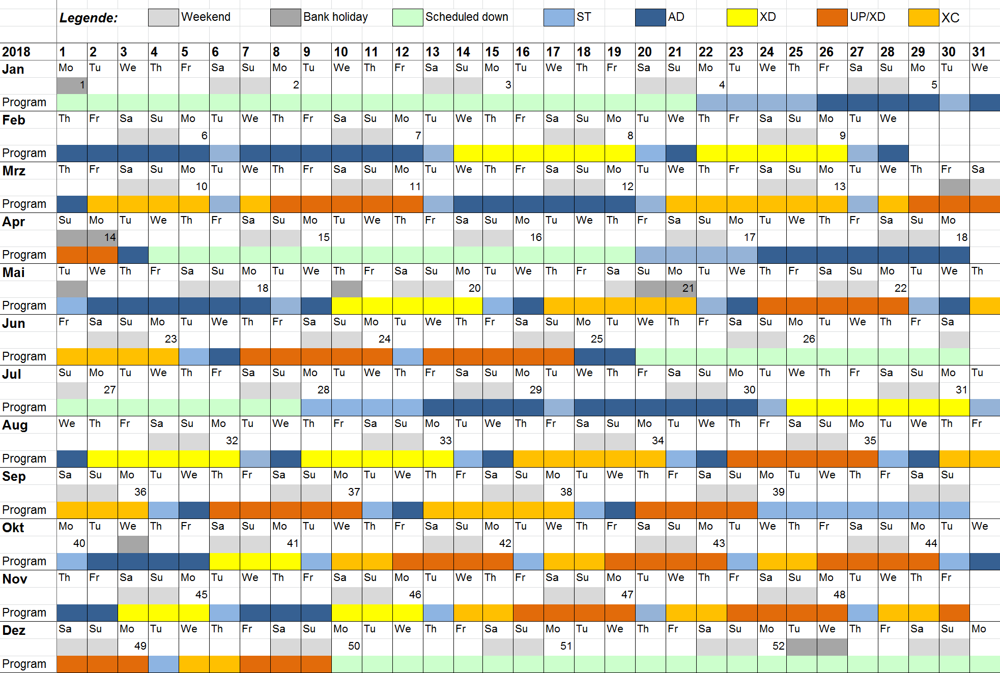 Legende: Weekend Bank holiday Scheduled down ST AD XD UP/XD XC
2018 1 2 3 4 5 6 7 8 9 10 11 12 13 14 15 16 17 18 19 20 21 22 23 24 25 26 27 28 29 30 31
Jan Mo Tu We Th Fr Sa Su Mo Tu We Th Fr Sa Su Mo Tu We Th Fr Sa Su Mo Tu We Th Fr Sa Su Mo Tu We
1 2 3 4 5
Program
Feb Th Fr Sa Su Mo Tu We Th Fr Sa Su Mo Tu We Th Fr Sa Su Mo Tu We Th Fr Sa Su Mo Tu We
6 7 8 9
Program
Mrz Th Fr Sa Su Mo Tu We Th Fr Sa Su Mo Tu We Th Fr Sa Su Mo Tu We Th Fr Sa Su Mo Tu We Th Fr Sa
10 11 12 13
Program
Apr Su Mo Tu We Th Fr Sa Su Mo Tu We Th Fr Sa Su Mo Tu We Th Fr Sa Su Mo Tu We Th Fr Sa Su Mo
14 15 16 17 18
Program
Mai Tu We Th Fr Sa Su Mo Tu We Th Fr Sa Su Mo Tu We Th Fr Sa Su Mo Tu We Th Fr Sa Su Mo Tu We Th
18 20 21 22
Program
Jun Fr Sa Su Mo Tu We Th Fr Sa Su Mo Tu We Th Fr Sa Su Mo Tu We Th Fr Sa Su Mo Tu We Th Fr Sa
23 24 25 26
Program
Jul Su Mo Tu We Th Fr Sa Su Mo Tu We Th Fr Sa Su Mo Tu We Th Fr Sa Su Mo Tu We Th Fr Sa Su Mo Tu
27 28 29 30 31
Program
Aug We Th Fr Sa Su Mo Tu We Th Fr Sa Su Mo Tu We Th Fr Sa Su Mo Tu We Th Fr Sa Su Mo Tu We Th Fr
32 33 34 35
Program
Sep Sa Su Mo Tu We Th Fr Sa Su Mo Tu We Th Fr Sa Su Mo Tu We Th Fr Sa Su Mo Tu We Th Fr Sa Su
36 37 38 39
Program
Okt Mo Tu We Th Fr Sa Su Mo Tu We Th Fr Sa Su Mo Tu We Th Fr Sa Su Mo Tu We Th Fr Sa Su Mo Tu We
40 41 42 43 44
Program
Nov Th Fr Sa Su Mo Tu We Th Fr Sa Su Mo Tu We Th Fr Sa Su Mo Tu We Th Fr Sa Su Mo Tu We Th Fr
45 46 47 48
Program
Dez Sa Su Mo Tu We Th Fr Sa Su Mo Tu We Th Fr Sa Su Mo Tu We Th Fr Sa Su Mo Tu We Th Fr Sa Su Mo
49 50 51 52
Program